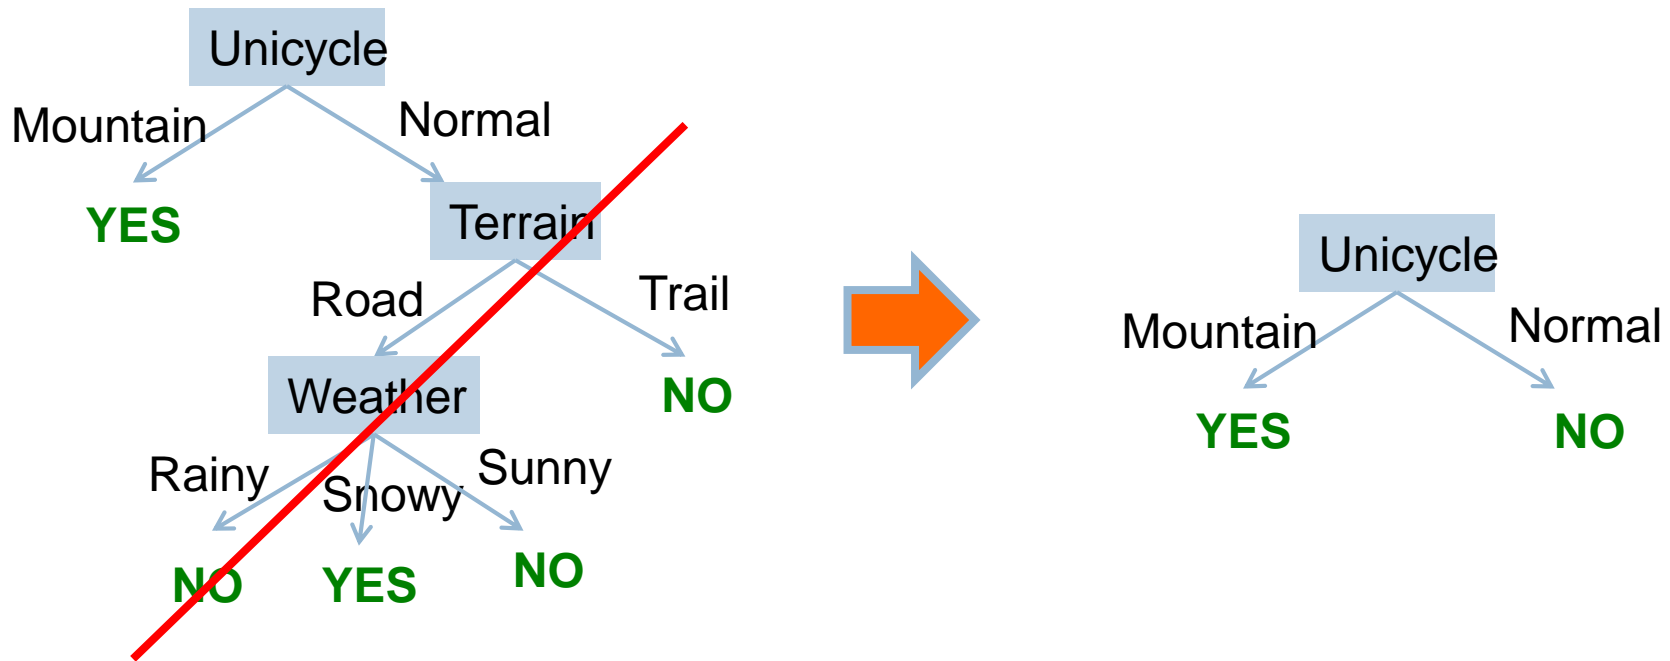 Unicycle
Mountain
Normal
YES
Terrain
Road
Trail
Weather
NO
Rainy
Snowy
Sunny
NO
YES
NO
Unicycle
Mountain
Normal
YES
NO